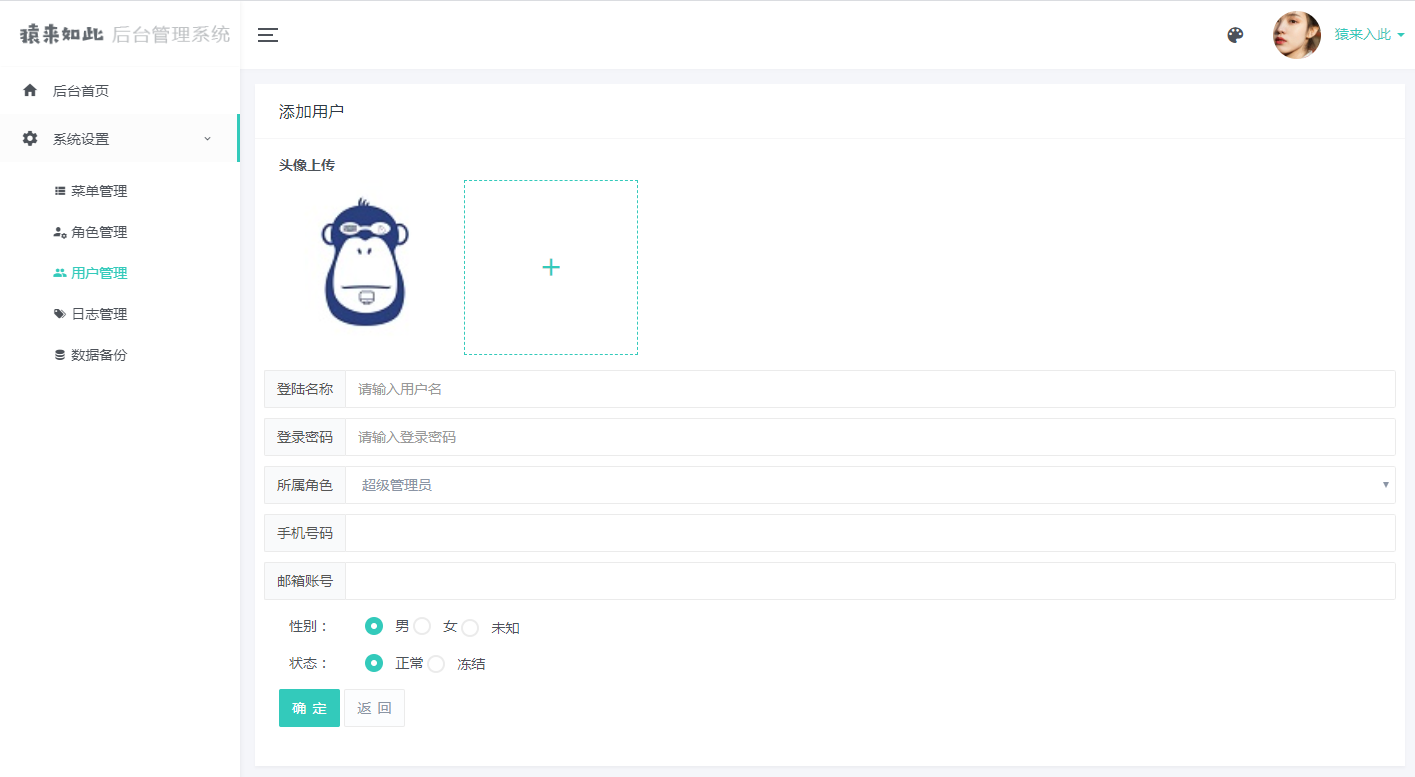 猿来如此 后台管理系统
猿来入此
后台首页
系统设置
菜单管理
角色管理
用户管理
日志管理
数据备份
添加用户
头像上传
+
登陆名称 请输入用户名
登录密码 请输入登录密码
所属角色 超级管理员
手机号码
邮箱账号
性别： 男 女 未知
状态： 正常 冻结
确 定 返 回